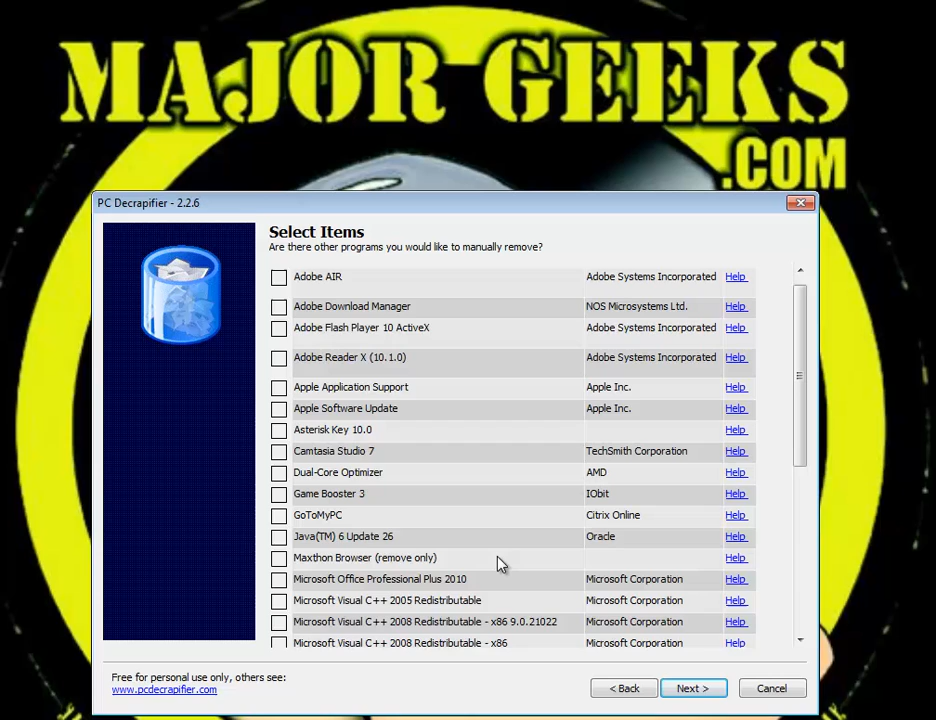 MAJOR GEEKS
.COM
PC Decrapifier - 2.2.6
Select Items
Are there other programs you would like to manually remove?
Adobe AIR Adobe Systems Incorporated Help
Adobe Download Manager NOS Microsystems Ltd. Help
Adobe Flash Player 10 ActiveX Adobe Systems Incorporated Help
Adobe Reader X (10.1.0) Adobe Systems Incorporated Help
Apple Application Support Apple Inc. Help
Apple Software Update Apple Inc. Help
Asterisk Key 10.0 Help
Camtasia Studio 7 TechSmith Corporation Help
Dual-Core Optimizer AMD Help
Game Booster 3 IObit Help
GoToMyPC Citrix Online Help
Java(TM) 6 Update 26 Oracle Help
Maxthon Browser (remove only) Help
Microsoft Office Professional Plus 2010 Microsoft Corporation Help
Microsoft Visual C++ 2005 Redistributable Microsoft Corporation Help
Microsoft Visual C++ 2008 Redistributable - x86 9.0.21022 Microsoft Corporation Help
Microsoft Visual C++ 2008 Redistributable - x86 Microsoft Corporation Help
Free for personal use only, others see:
www.pcdecrapifier.com
< Back Next > Cancel